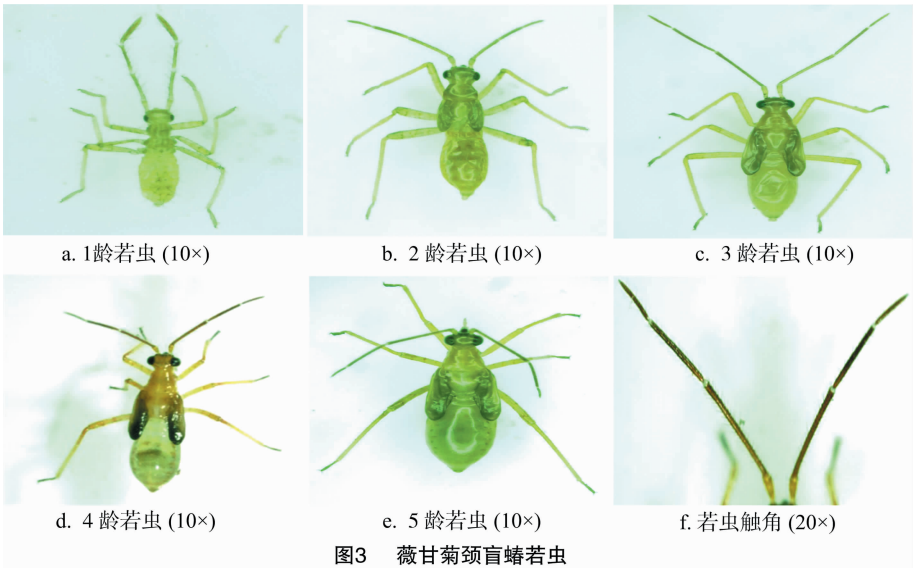 a. 1龄若虫 (10×)
b. 2 龄若虫 (10×)
c. 3 龄若虫 (10×)
d. 4 龄若虫 (10×)
e. 5 龄若虫 (10×)
f. 若虫触角 (20×)
图3 薇甘菊颈盲蝽若虫